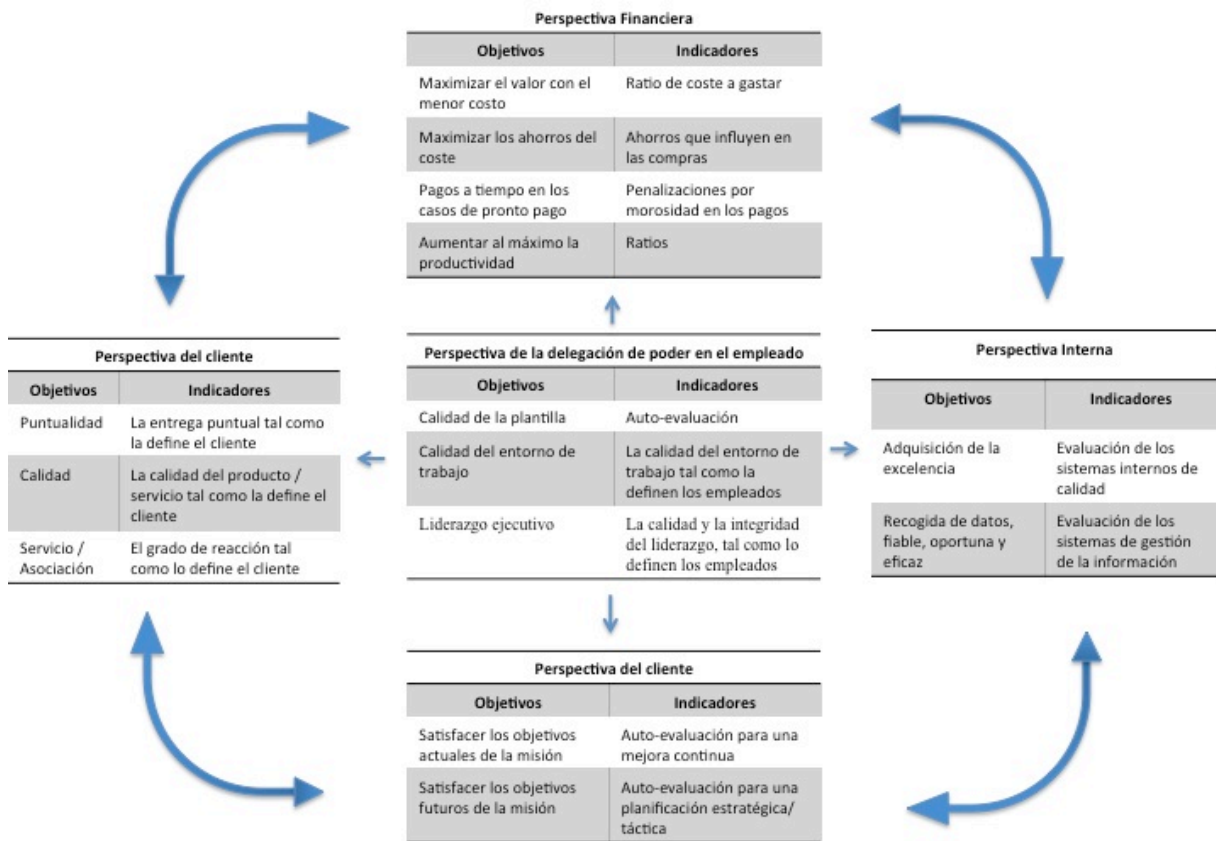 Perspectiva Financiera
Objetivos Indicadores
Maximizar el valor con el Ratio de coste a gastar
menor costo
Maximizar los ahorros del Ahorros que influyen en
coste las compras
Pagos a tiempo en los Penalizaciones por
casos de pronto pago morosidad en los pagos
Aumentar al máximo la Ratios
productividad
Perspectiva del cliente
Objetivos Indicadores
Puntualidad La entrega puntual tal como
la define el cliente
Calidad La calidad del producto /
servicio tal como la define el
cliente
Servicio / El grado de reacción tal
Asociación como lo define el cliente
Perspectiva de la delegación de poder en el empleado
Objetivos Indicadores
Calidad de la plantilla Auto-evaluación
Calidad del entorno de La calidad del entorno de
trabajo trabajo tal como la
definen los empleados
Liderazgo ejecutivo La calidad y la integridad
del liderazgo, tal como lo
definen los empleados
Perspectiva Interna
Objetivos Indicadores
Adquisición de la Evaluación de los
excelencia sistemas internos de
calidad
Recogida de datos, Evaluación de los
fiable, oportuna y sistemas de gestión
eficaz de la información
Perspectiva del cliente
Objetivos Indicadores
Satisfacer los objetivos Auto-evaluación para una
actuales de la misión mejora continua
Satisfacer los objetivos Auto-evaluación para una
futuros de la misión planificación estratégica/
táctica